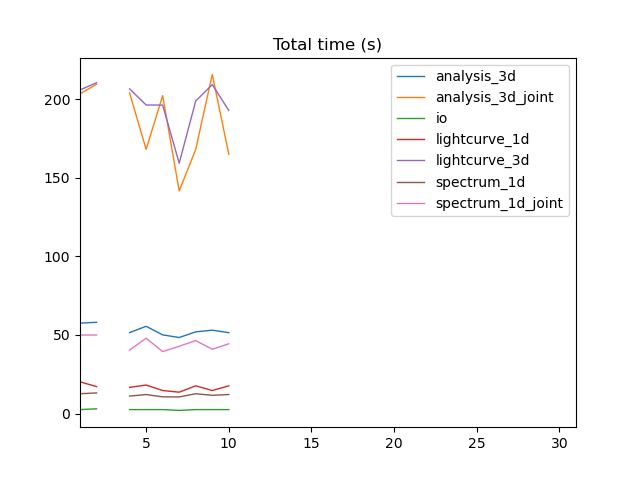 Total time (s)
analysis_3d
analysis_3d_joint
io
lightcurve_1d
lightcurve_3d
spectrum_1d
spectrum_1d_joint
200
150
100
50
0
5
10
15
20
25
30